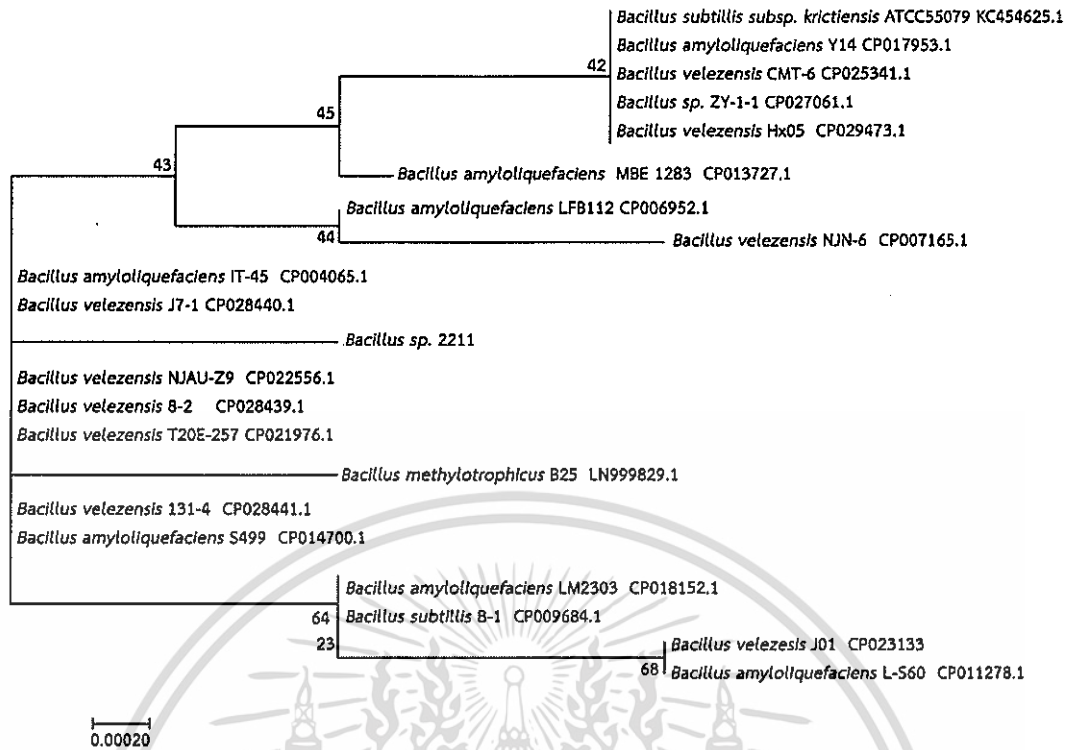 Bacillus subtillis subsp. krictiensis ATCC55079 KC454625.1
Bacillus amyloliquefaciens Y14 CP017953.1
42
Bacillus velezensis CMT-6 CP025341.1
Bacillus sp. ZY-1-1 CP027061.1
45
Bacillus velezensis Hx05 CP029473.1
43
Bacillus amyloliquefaciens MBE 1283 CP013727.1
Bacillus amyloliquefaciens LFB112 CP006952.1
44
Bacillus velezensis NJN-6 CP007165.1
Bacillus amyloliquefaciens IT-45 CP004065.1
Bacillus velezensis J7-1 CP028440.1
Bacillus sp. 2211
Bacillus velezensis NJAU-Z9 CP022556.1
Bacillus velezensis 8-2 CP028439.1
Bacillus velezensis T20E-257 CP021976.1
Bacillus methylotrophicus B25 LN999829.1
Bacillus velezensis 131-4 CP028441.1
Bacillus amyloliquefaciens S499 CP014700.1
Bacillus amyloliquefaciens LM2303 CP018152.1
64
Bacillus subtillis B-1 CP009684.1
23
Bacillus velezesis J01 CP023133
68
Bacillus amyloliquefaciens L-S60 CP011278.1
0.00020